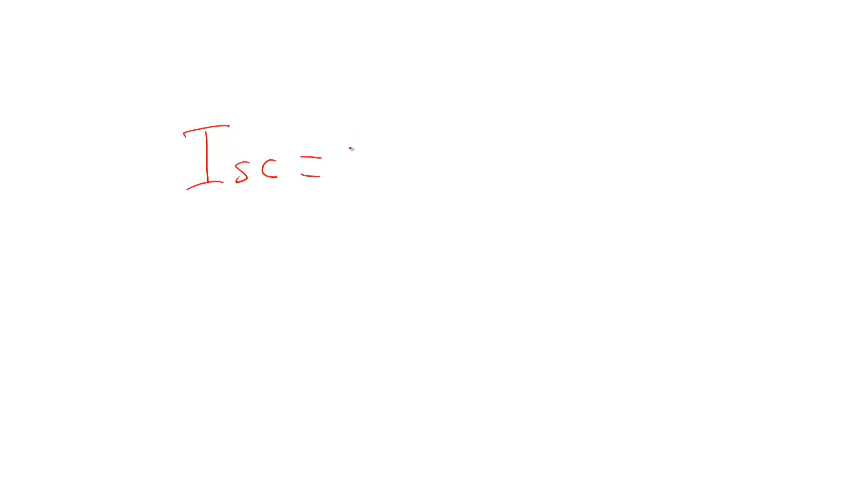 Isc =